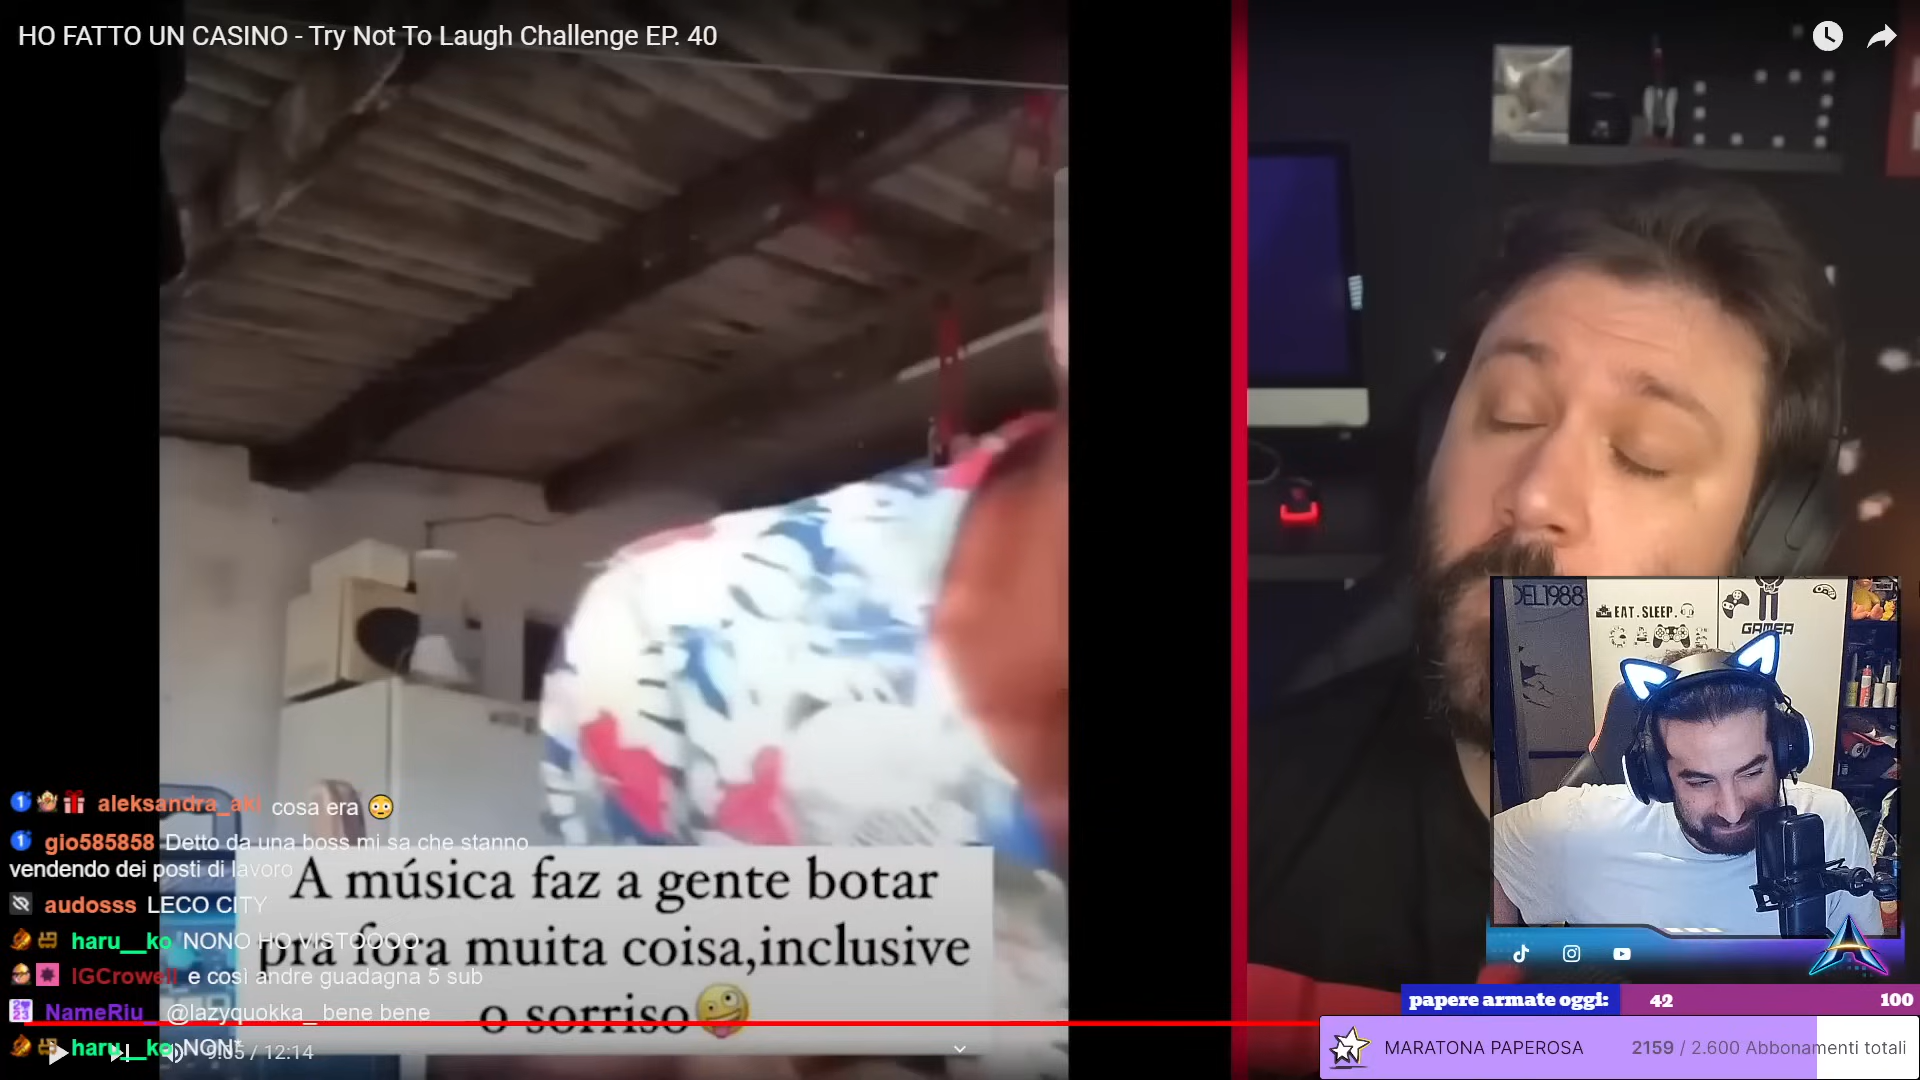 HO FATTO UN CASINO - Try Not To Laugh Challenge EP. 40
DEL1988
EAT.SLEEP.
GAMER
aleksandra_aki cosa era 😳
gio585858 Detto da una boss mi sa che stanno
vendendo dei posti di lavoro
audosss LECO CITY
haru__ko NONO HO VISTOOOO
IGCrowell e così andre guadagna 5 sub
NameRiu_ @lazyquokka_ bene bene
haru__ko NON*
A música faz a gente botar
pra fora muita coisa,inclusive
o sorriso🤪
9:05 / 12:14
papere armate oggi: 42 100
MARATONA PAPEROSA 2159 / 2.600 Abbonamenti totali